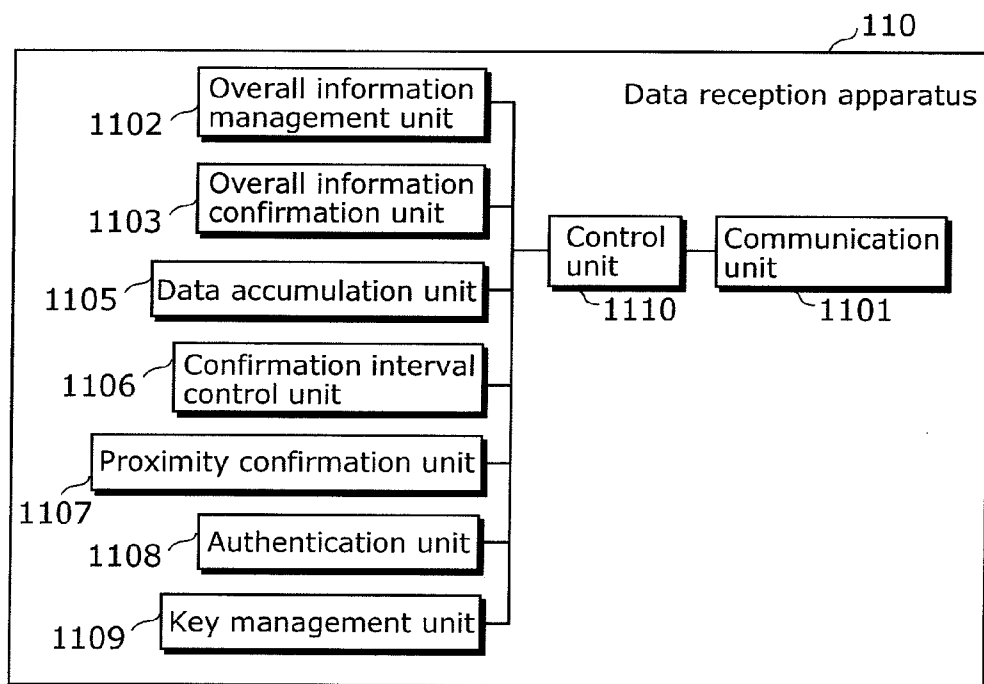 110
Data reception apparatus
Overall information
management unit
1102
Overall information
confirmation unit
1103
Control
unit
1110
Communication
unit
1101
Data accumulation unit
1105
Confirmation interval
control unit
1106
Proximity confirmation unit
1107
Authentication unit
1108
Key management unit
1109